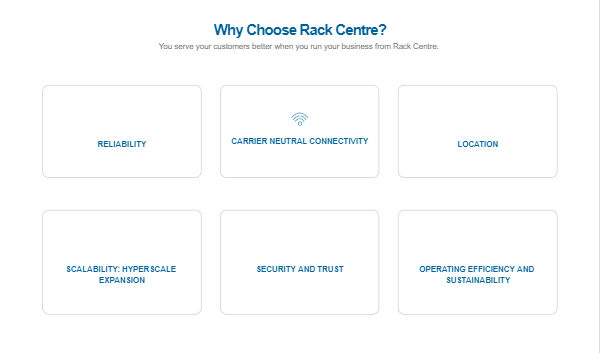 Why Choose Rack Centre?
You serve your customers better when you run your business from Rack Centre.
RELIABILITY
CARRIER NEUTRAL CONNECTIVITY
LOCATION
SCALABILITY: HYPERSCALE
EXPANSION
SECURITY AND TRUST
OPERATING EFFICIENCY AND
SUSTAINABILITY